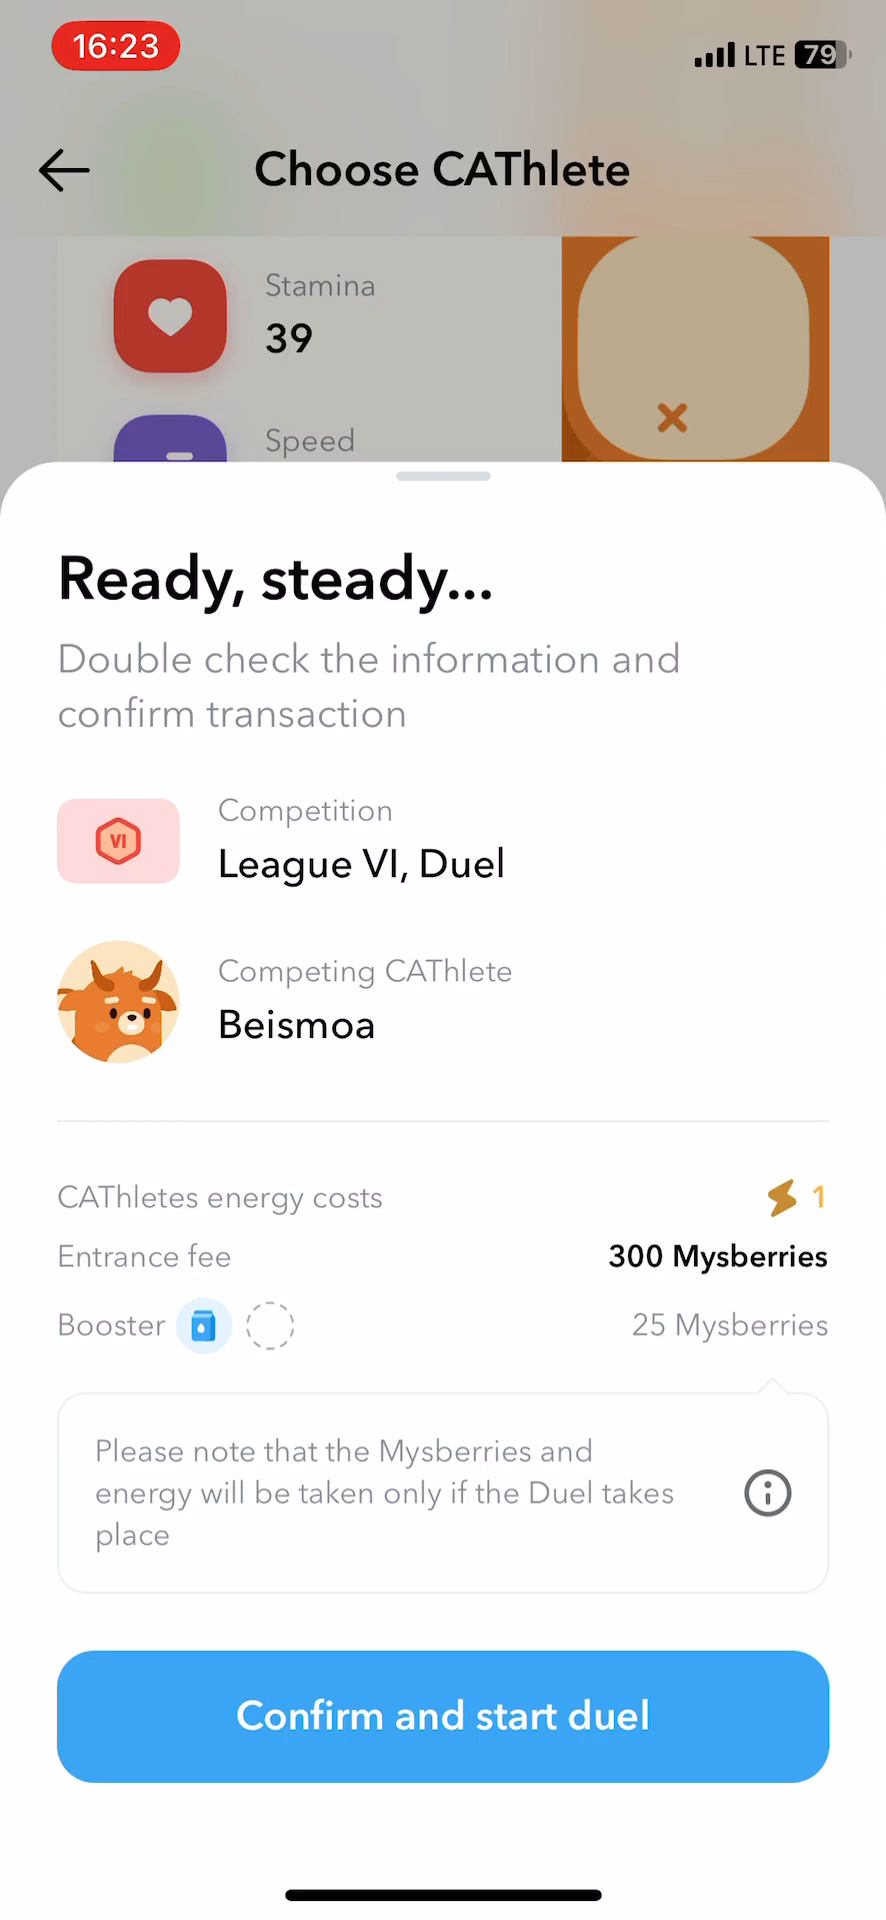 16:23
LTE 79
Choose CAThlete
Stamina
39
Speed
Ready, steady...
Double check the information and
confirm transaction
Competition
VI
League VI, Duel
Competing CAThlete
Beismoa
CAThletes energy costs 1
Entrance fee 300 Mysberries
Booster 25 Mysberries
Please note that the Mysberries and
energy will be taken only if the Duel takes
place
Confirm and start duel